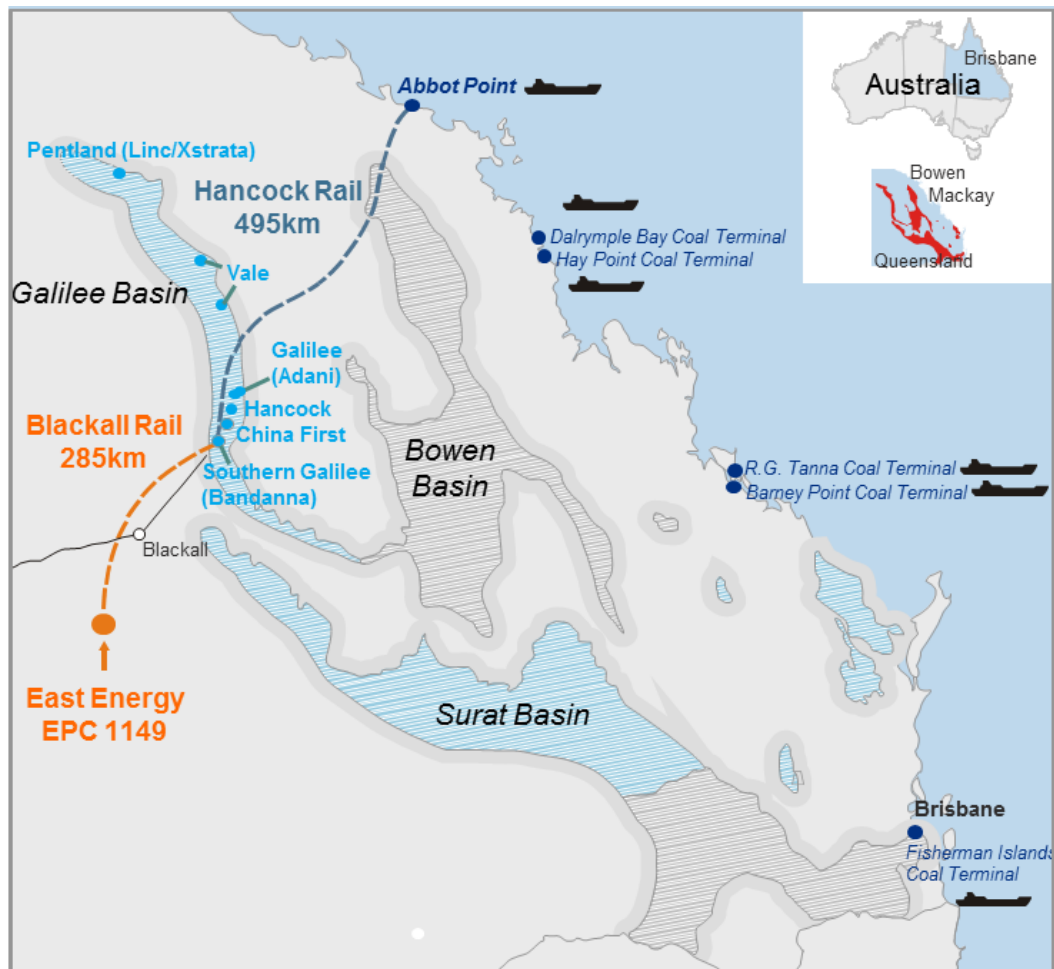 Brisbane
Australia
Abbot Point
Pentland (Linc/Xstrata)
Bowen
Mackay
Hancock Rail
495km
Dalrymple Bay Coal Terminal
Hay Point Coal Terminal
Queensland
Vale
Galilee Basin
Galilee
(Adani)
Hancock
China First
Blackall Rail
285km
Bowen
Basin
Southern Galilee
(Bandanna)
R.G. Tanna Coal Terminal
Barney Point Coal Terminal
Blackall
East Energy
EPC 1149
Surat Basin
Brisbane
Fisherman Islands
Coal Terminal